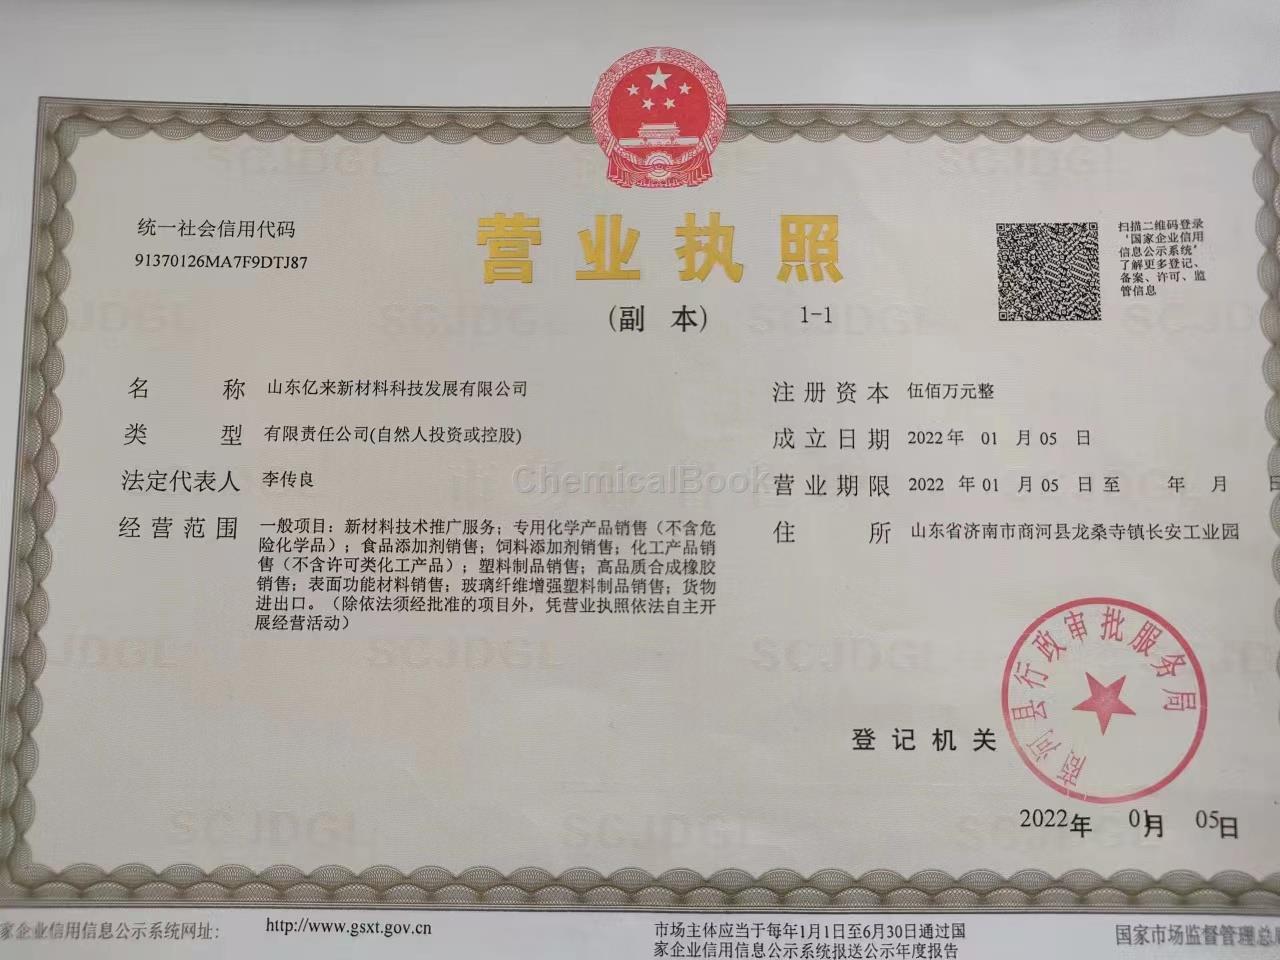 统一社会信用代码
91370126MA7F9DTJ87
营业执照
(副 本) 1-1
扫描二维码登录
'国家企业信用
信息公示系统'
了解更多登记、
备案、许可、监
管信息
名 称 山东亿来新材料科技发展有限公司
类 型 有限责任公司(自然人投资或控股)
法定代表人 李传良
经营范围 一般项目：新材料技术推广服务；专用化学产品销售（不含危
险化学品）；食品添加剂销售；饲料添加剂销售；化工产品销
售（不含许可类化工产品）；塑料制品销售；高品质合成橡胶
销售；表面功能材料销售；玻璃纤维增强塑料制品销售；货物
进出口。（除依法须经批准的项目外，凭营业执照依法自主开
展经营活动）
注册资本 伍佰万元整
成立日期 2022年 01 月05 日
营业期限 2022 年01 月05 日至 年 月 日
住 所 山东省济南市商河县龙桑寺镇长安工业园
ChemicalBook
登记机关
商河县行政审批服务局
2022年 01月 05日
家企业信用信息公示系统网址：
http://www.gsxt.gov.cn
市场主体应当于每年1月1日至6月30日通过国
家企业信用信息公示系统报送公示年度报告
国家市场监督管理总局